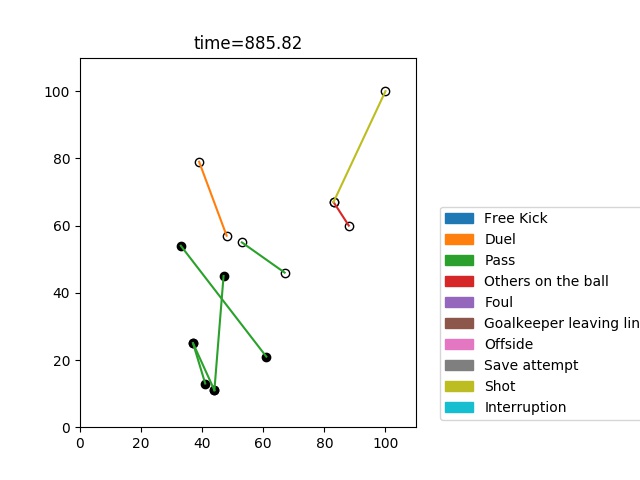 time=885.82
100
80
60
40
20
0
0 20 40 60 80 100
Free Kick
Duel
Pass
Others on the ball
Foul
Goalkeeper leaving lin
Offside
Save attempt
Shot
Interruption